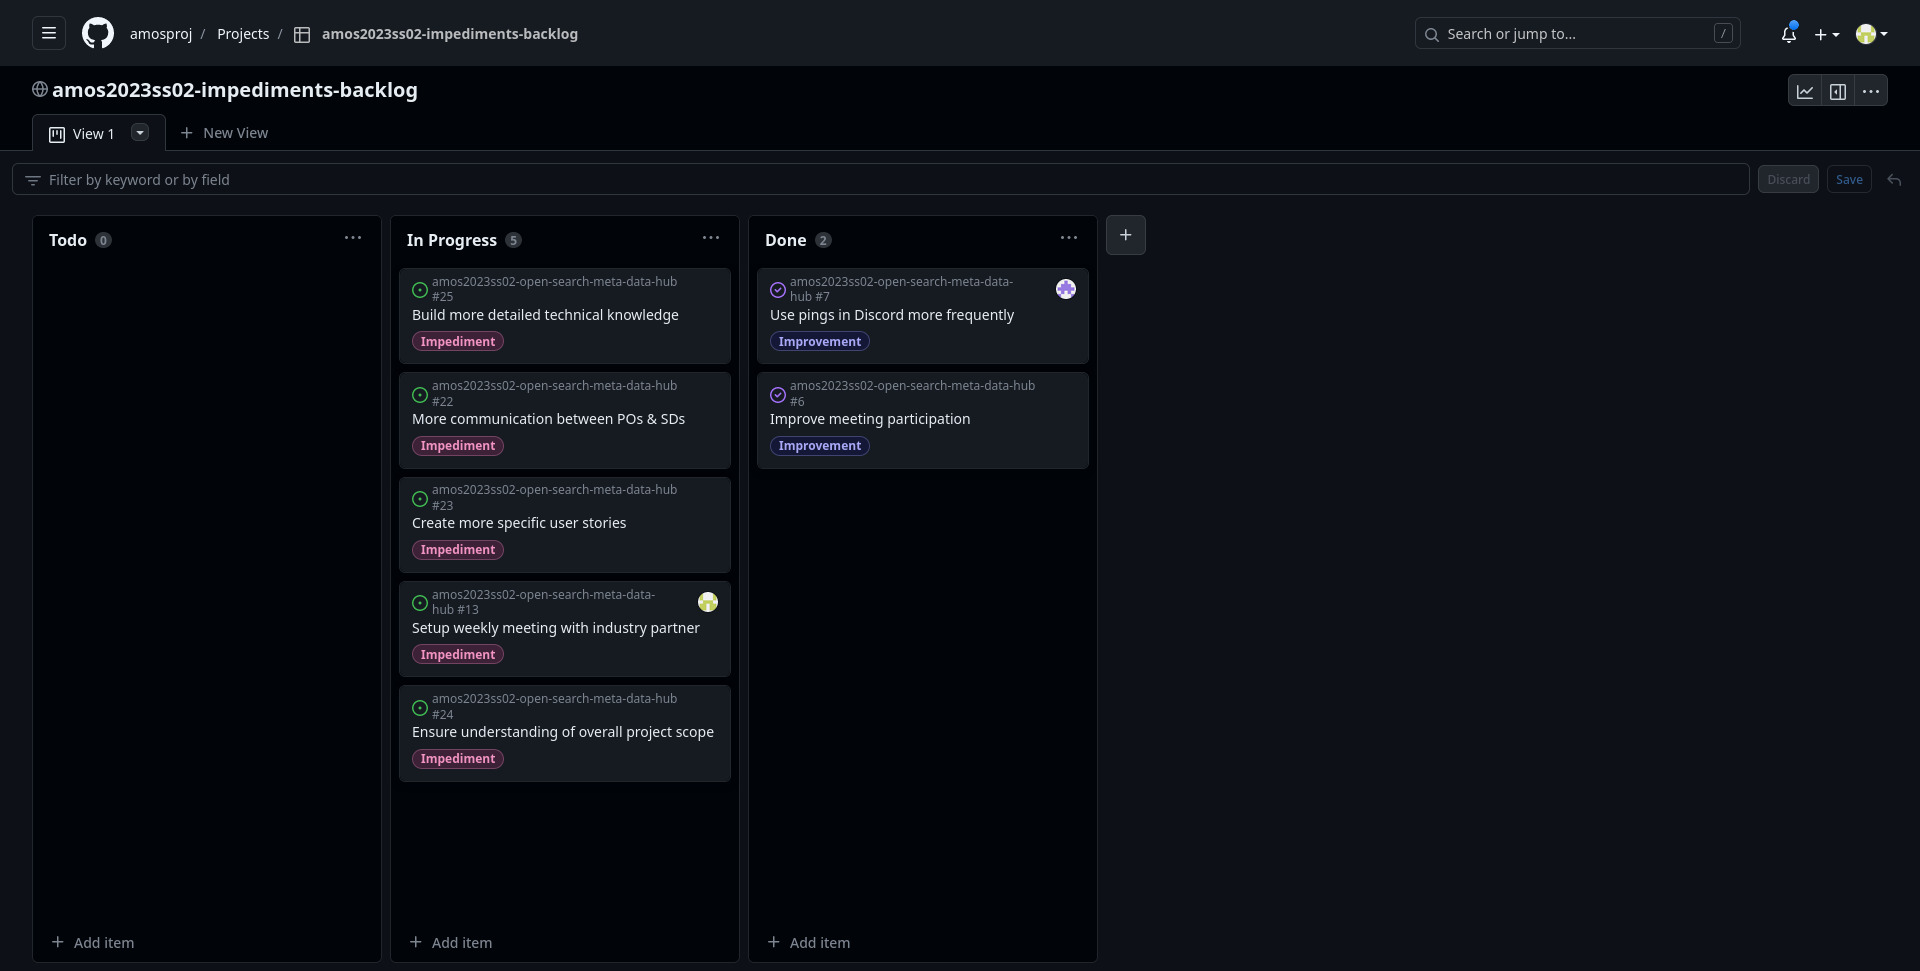 amosproj / Projects / amos2023ss02-impediments-backlog
Search or jump to... /
amos2023ss02-impediments-backlog
View 1
New View
Filter by keyword or by field
Discard
Save
Todo 0
Add item
In Progress 5
amos2023ss02-open-search-meta-data-hub
#25
Build more detailed technical knowledge
Impediment
amos2023ss02-open-search-meta-data-hub
#22
More communication between POs & SDs
Impediment
amos2023ss02-open-search-meta-data-hub
#23
Create more specific user stories
Impediment
amos2023ss02-open-search-meta-data-
hub #13
Setup weekly meeting with industry partner
Impediment
amos2023ss02-open-search-meta-data-hub
#24
Ensure understanding of overall project scope
Impediment
Add item
Done 2
amos2023ss02-open-search-meta-data-
hub #7
Use pings in Discord more frequently
Improvement
amos2023ss02-open-search-meta-data-hub
#6
Improve meeting participation
Improvement
Add item